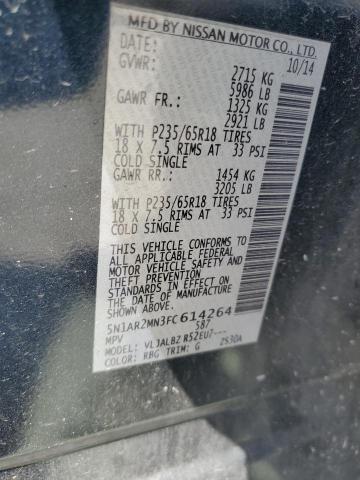 MFD BY NISSAN MOTOR CO., LTD.
DATE: 10/14
GVWR: 2715 KG
5986 LB
GAWR FR.: 1325 KG
2921 LB
WITH P235/65R18 TIRES
18 x 7.5 RIMS AT 33 PSI
COLD SINGLE
GAWR RR.: 1454 KG
3205 LB
WITH P235/65R18 TIRES
18 x 7.5 RIMS AT 33 PSI
COLD SINGLE
THIS VEHICLE CONFORMS TO
ALL APPLICABLE FEDERAL
MOTOR VEHICLE SAFETY AND
THEFT PREVENTION STANDARDS
IN EFFECT ON THE DATE OF
MANUFACTURE SHOWN ABOVE.
5N1AR2MN3FC614264
MPV 587
MODEL: VLJALBZ R52EU7---
COLOR: RBG TRIM: G 2S30A